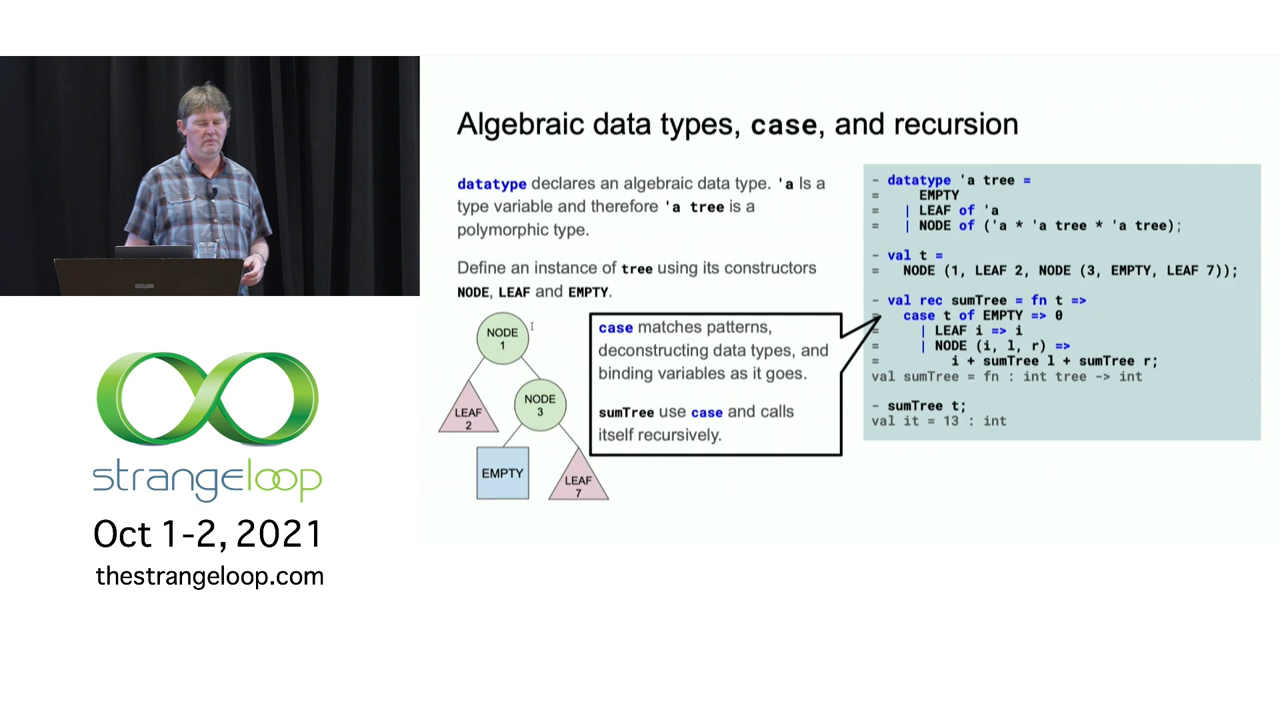 Algebraic data types, case, and recursion
datatype declares an algebraic data type. 'a Is a
type variable and therefore 'a tree is a
polymorphic type.
Define an instance of tree using its constructors
NODE, LEAF and EMPTY.
NODE
1
LEAF
2
NODE
3
EMPTY
LEAF
7
case matches patterns,
deconstructing data types, and
binding variables as it goes.
sumTree use case and calls
itself recursively.
- datatype 'a tree =
= EMPTY
= | LEAF of 'a
= | NODE of ('a * 'a tree * 'a tree);
- val t =
= NODE (1, LEAF 2, NODE (3, EMPTY, LEAF 7));
- val rec sumTree = fn t =>
= case t of EMPTY => 0
= | LEAF i => i
= | NODE (i, l, r) =>
= i + sumTree l + sumTree r;
val sumTree = fn : int tree -> int
- sumTree t;
val it = 13 : int
strangeloop
Oct 1-2, 2021
thestrangeloop.com